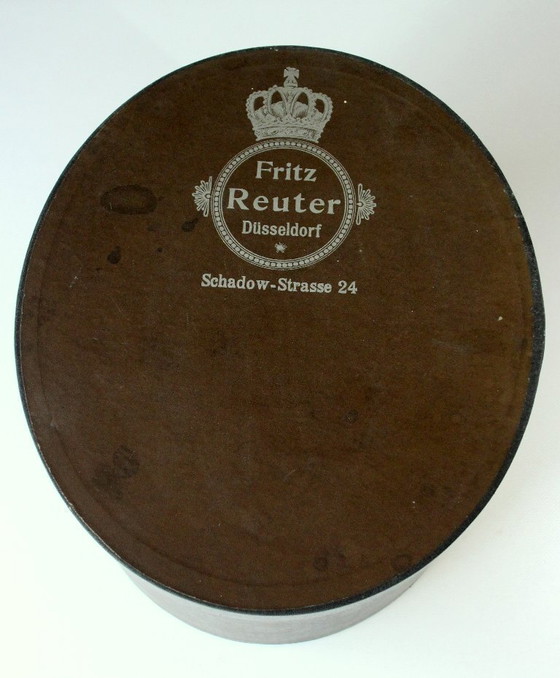 Fritz
Reuter
Düsseldorf
Schadow-Strasse 24